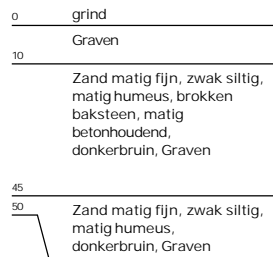 0 grind
Graven
10
Zand matig fijn, zwak siltig,
matig humeus, brokken
baksteen, matig
betonhoudend,
donkerbruin, Graven
45
50 Zand matig fijn, zwak siltig,
matig humeus,
donkerbruin, Graven